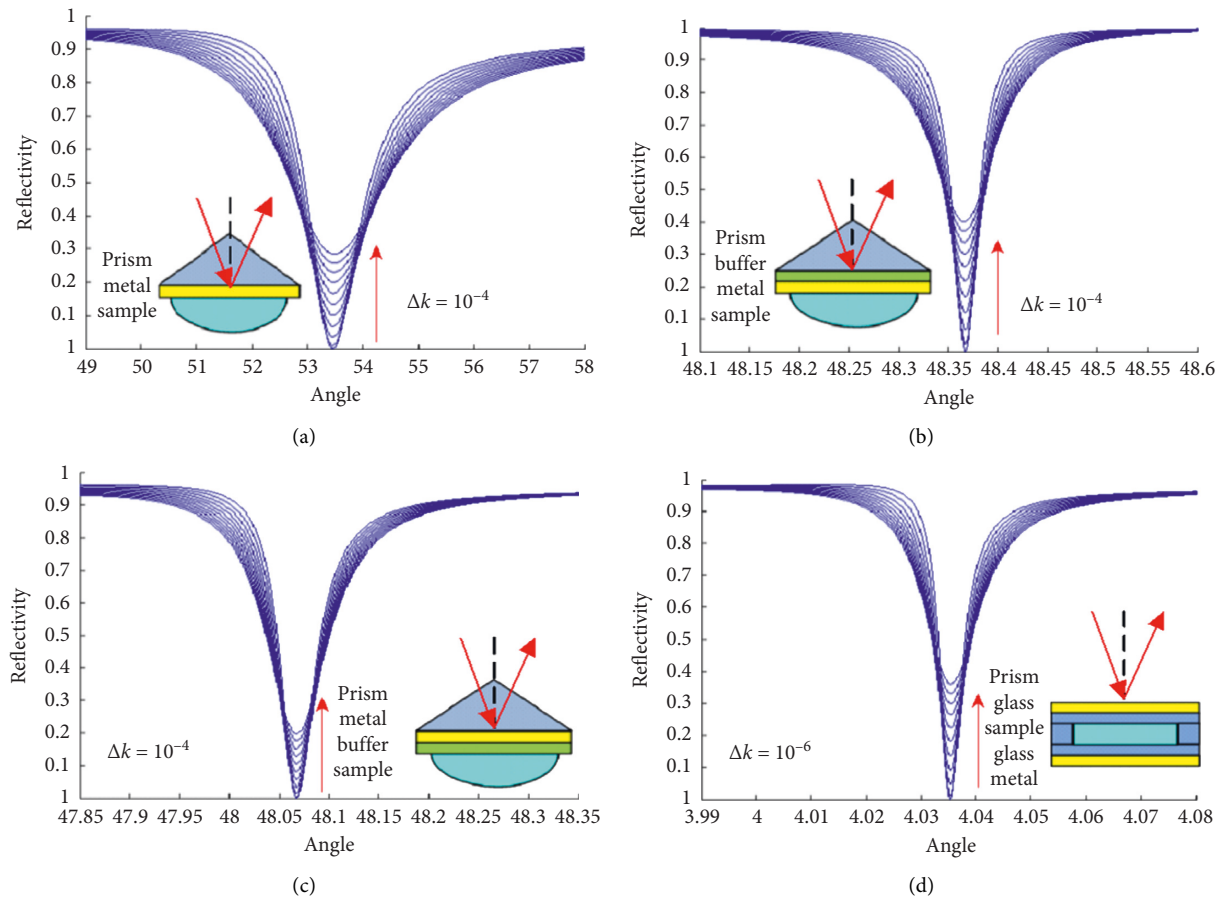 1
0.9
0.8
0.7
0.6
0.5
0.4
0.3
0.2
0.1
1
Reflectivity
Prism
metal
sample
Δk = 10⁻⁴
49 50 51 52 53 54 55 56 57 58
Angle
(a)
1
0.9
0.8
0.7
0.6
0.5
0.4
0.3
0.2
0.1
1
Reflectivity
Prism
buffer
metal
sample
Δk = 10⁻⁴
48.1 48.15 48.2 48.25 48.3 48.35 48.4 48.45 48.5 48.55 48.6
Angle
(b)
1
0.9
0.8
0.7
0.6
0.5
0.4
0.3
0.2
0.1
1
Reflectivity
Prism
metal
buffer
sample
Δk = 10⁻⁴
47.85 47.9 47.95 48 48.05 48.1 48.15 48.2 48.25 48.3 48.35
Angle
(c)
1
0.9
0.8
0.7
0.6
0.5
0.4
0.3
0.2
0.1
1
Reflectivity
Prism
glass
sample
glass
metal
Δk = 10⁻⁶
3.99 4 4.01 4.02 4.03 4.04 4.05 4.06 4.07 4.08
Angle
(d)